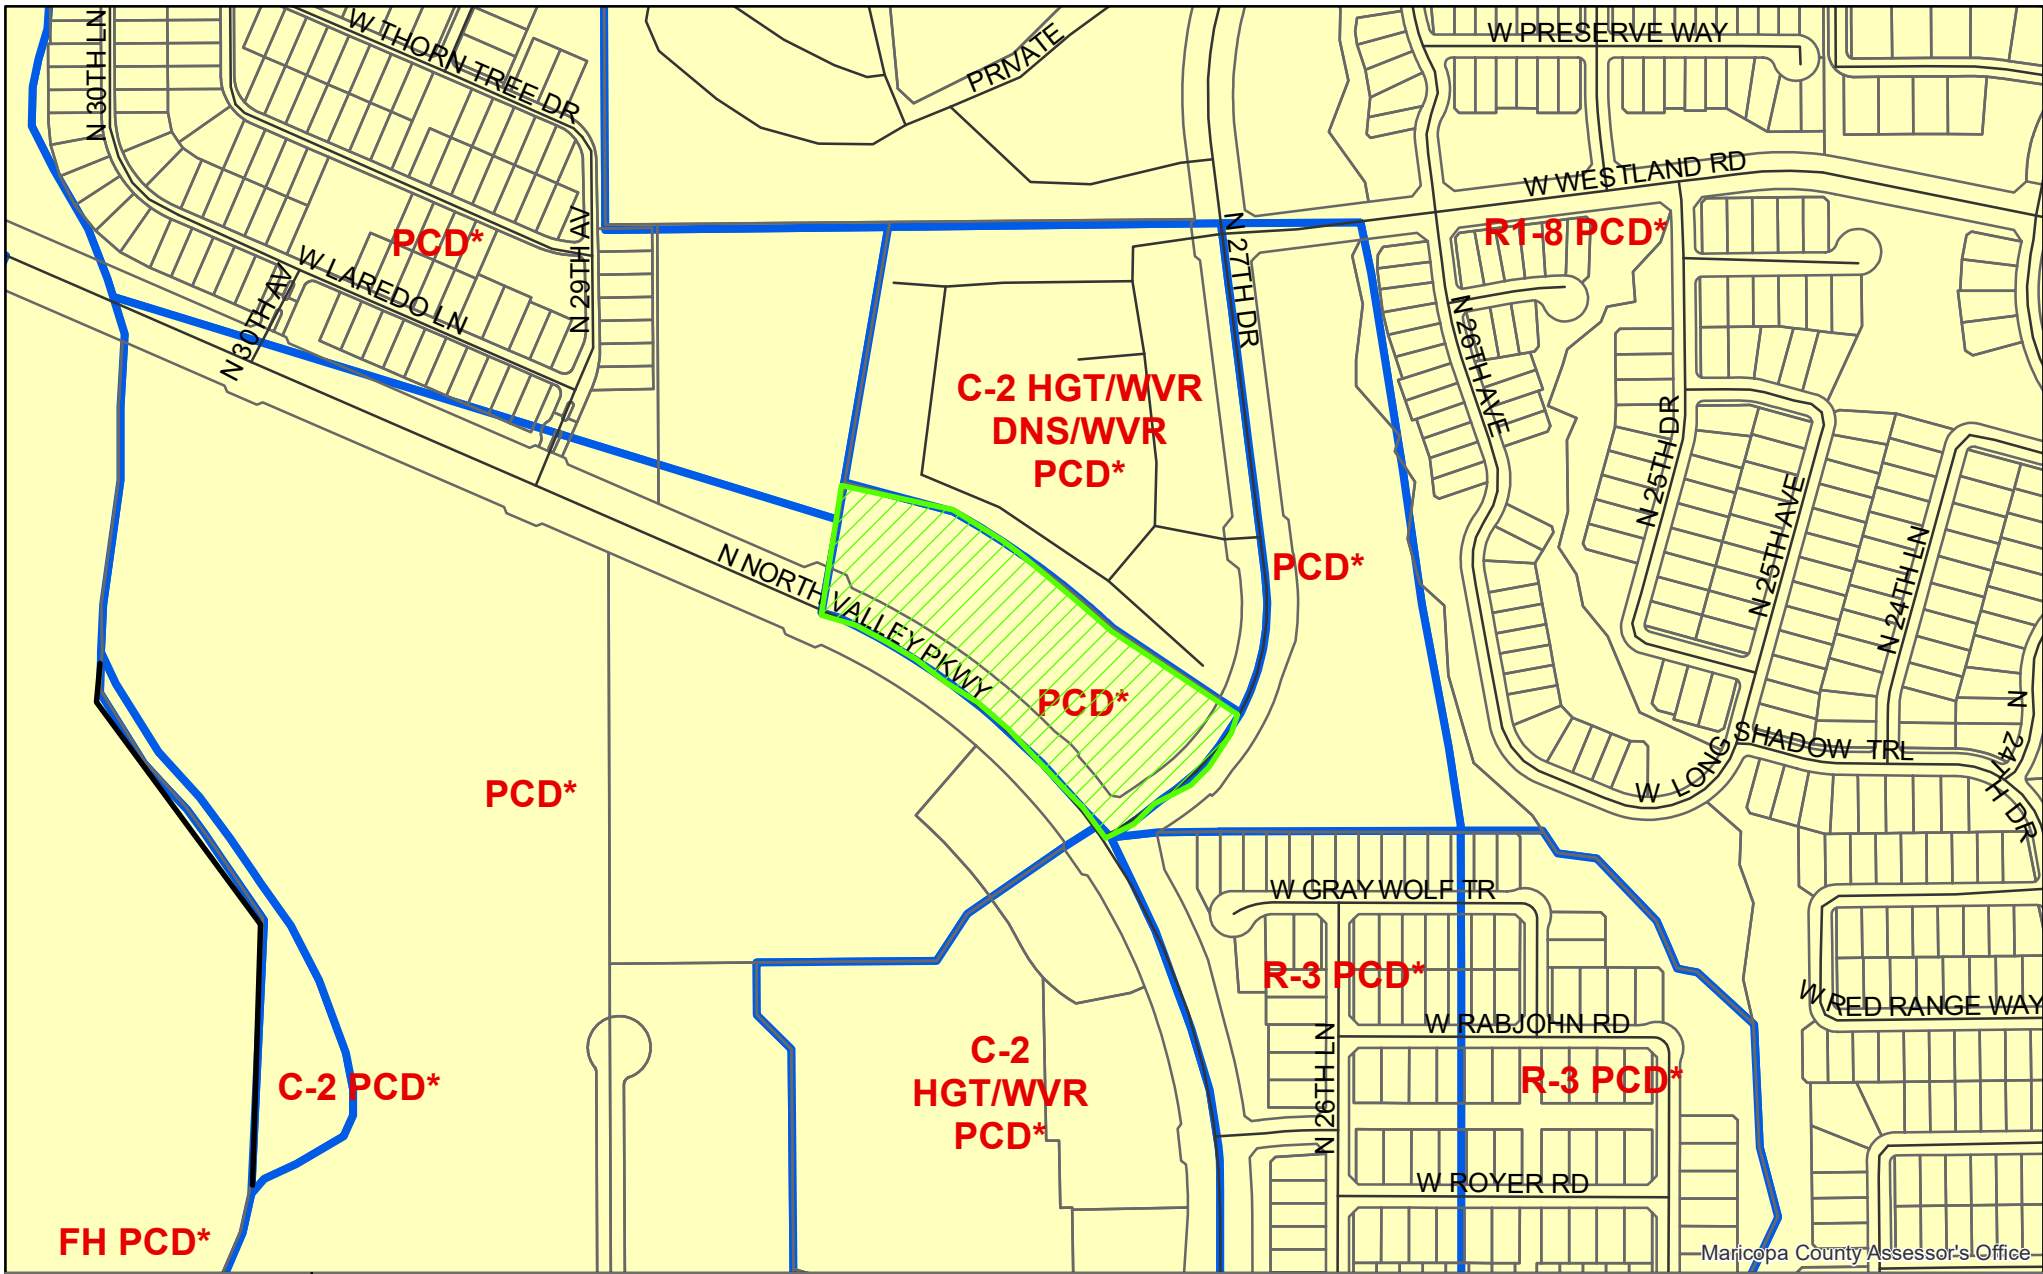 W PRESERVE WAY
N 30TH LN
W THORN TREE DR
PRIVATE
W WESTLAND RD
R1-8 PCD*
PCD*
W LAREDO LN
N 30TH AV
N 29TH AV
N 27TH DR
N 26TH AVE
C-2 HGT/WVR
DNS/WVR
PCD*
N 25TH DR
N 25TH AVE
N 24TH LN
PCD*
N NORTH VALLEY PKWY
PCD*
N 24TH DR
W LONG SHADOW TRL
PCD*
W GRAY WOLF TR
R-3 PCD*
W RED RANGE WAY
W RABJOHN RD
C-2
HGT/WVR
PCD*
N 26TH LN
C-2 PCD*
R-3 PCD*
W ROYER RD
FH PCD*
Maricopa County Assessor's Office